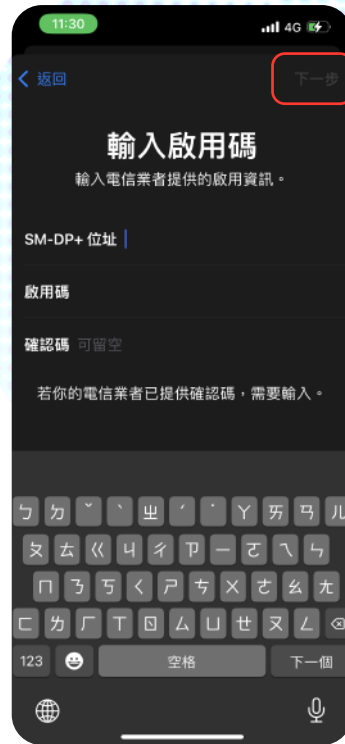 11:30 4G
返回 下一步
輸入啟用碼
輸入電信業者提供的啟用資訊。
SM-DP+ 位址
啟用碼
確認碼 可留空
若你的電信業者已提供確認碼，需要輸入。
ㄅ ㄉ ˇ ˋ ㄓ ˊ ˙ ㄚ ㄞ ㄢ ㄦ
ㄆ ㄊ ㄍ ㄐ ㄔ ㄗ ㄧ ㄛ ㄟ ㄣ
ㄇ ㄋ ㄎ ㄑ ㄕ ㄘ ㄨ ㄜ ㄠ ㄤ
ㄈ ㄌ ㄏ ㄒ ㄖ ㄙ ㄩ ㄝ ㄡ ㄥ
123 空格 下一個